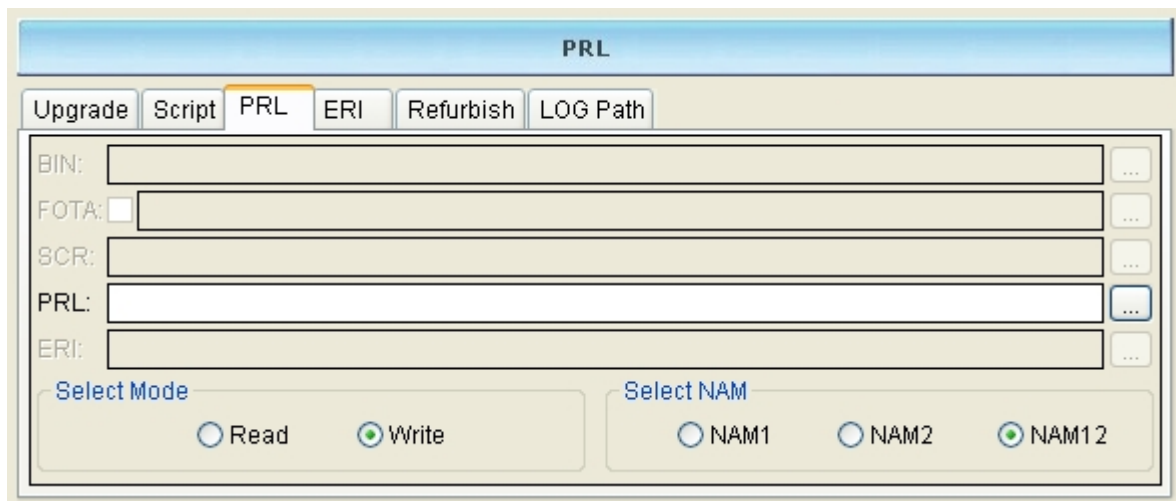 PRL
Upgrade Script PRL ERI Refurbish LOG Path
BIN: ...
FOTA: ...
SCR: ...
PRL: ...
ERI: ...
Select Mode Select NAM
Read Write NAM1 NAM2 NAM12